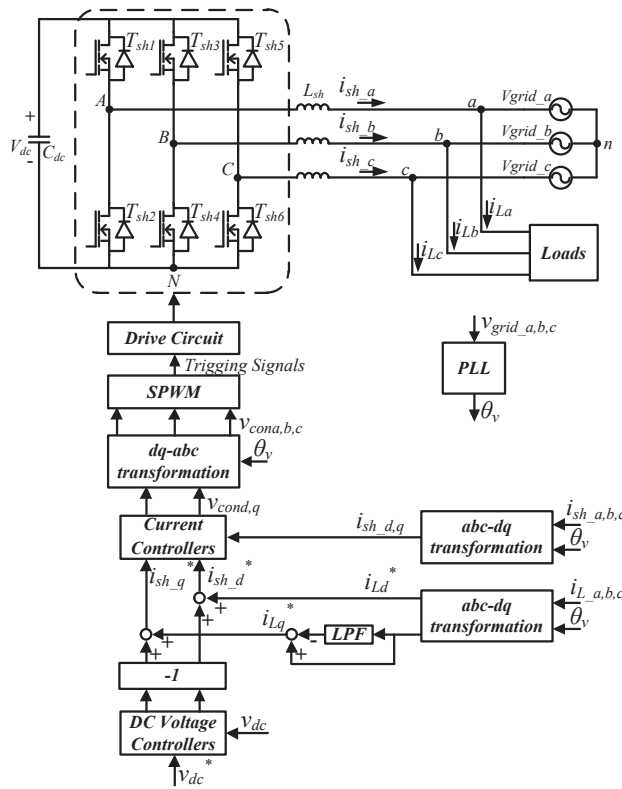 T_sh1 T_sh3 T_sh5
A L_sh i_sh_a a Vgrid_a
+ V_dc - C_dc B i_sh_b b Vgrid_b n
C i_sh_c c Vgrid_c
T_sh2 T_sh4 T_sh6 i_La
i_Lb
i_Lc Loads
N
Drive Circuit v_grid_a,b,c
Trigging Signals
SPWM PLL
v_cona,b,c θ_v
dq-abc
transformation θ_v
v_cond,q
Current
Controllers i_sh_d,q abc-dq
transformation i_sh_a,b,c
θ_v
i_sh_q* i_sh_d* i_Ld*
+ + abc-dq
transformation i_L_a,b,c
θ_v
+ + i_Lq* - + LPF
-1
DC Voltage
Controllers v_dc
v_dc*